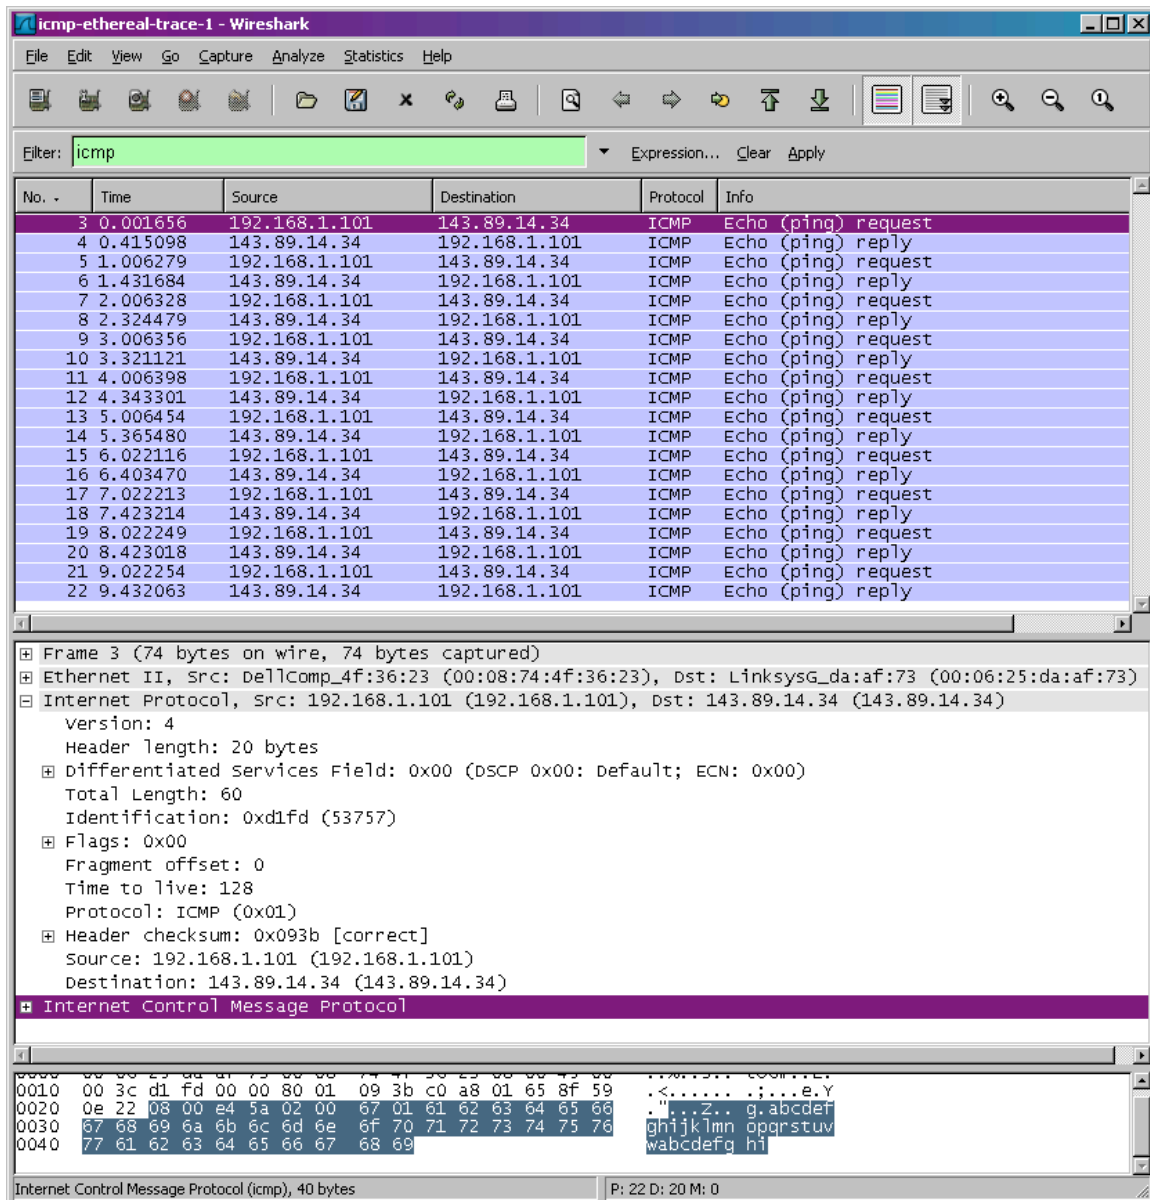 icmp-ethereal-trace-1 - Wireshark
File Edit View Go Capture Analyze Statistics Help
Filter: icmp Expression... Clear Apply
No. Time Source Destination Protocol Info
3 0.001656 192.168.1.101 143.89.14.34 ICMP Echo (ping) request
4 0.415098 143.89.14.34 192.168.1.101 ICMP Echo (ping) reply
5 1.006279 192.168.1.101 143.89.14.34 ICMP Echo (ping) request
6 1.431684 143.89.14.34 192.168.1.101 ICMP Echo (ping) reply
7 2.006328 192.168.1.101 143.89.14.34 ICMP Echo (ping) request
8 2.324479 143.89.14.34 192.168.1.101 ICMP Echo (ping) reply
9 3.006356 192.168.1.101 143.89.14.34 ICMP Echo (ping) request
10 3.321121 143.89.14.34 192.168.1.101 ICMP Echo (ping) reply
11 4.006398 192.168.1.101 143.89.14.34 ICMP Echo (ping) request
12 4.343301 143.89.14.34 192.168.1.101 ICMP Echo (ping) reply
13 5.006454 192.168.1.101 143.89.14.34 ICMP Echo (ping) request
14 5.365480 143.89.14.34 192.168.1.101 ICMP Echo (ping) reply
15 6.022116 192.168.1.101 143.89.14.34 ICMP Echo (ping) request
16 6.403470 143.89.14.34 192.168.1.101 ICMP Echo (ping) reply
17 7.022213 192.168.1.101 143.89.14.34 ICMP Echo (ping) request
18 7.423214 143.89.14.34 192.168.1.101 ICMP Echo (ping) reply
19 8.022249 192.168.1.101 143.89.14.34 ICMP Echo (ping) request
20 8.423018 143.89.14.34 192.168.1.101 ICMP Echo (ping) reply
21 9.022254 192.168.1.101 143.89.14.34 ICMP Echo (ping) request
22 9.432063 143.89.14.34 192.168.1.101 ICMP Echo (ping) reply
Frame 3 (74 bytes on wire, 74 bytes captured)
Ethernet II, Src: DellComp_4f:36:23 (00:08:74:4f:36:23), Dst: LinksysG_da:af:73 (00:06:25:da:af:73)
Internet Protocol, Src: 192.168.1.101 (192.168.1.101), Dst: 143.89.14.34 (143.89.14.34)
Version: 4
Header length: 20 bytes
Differentiated Services Field: 0x00 (DSCP 0x00: Default; ECN: 0x00)
Total Length: 60
Identification: 0xd1fd (53757)
Flags: 0x00
Fragment offset: 0
Time to live: 128
Protocol: ICMP (0x01)
Header checksum: 0x093b [correct]
Source: 192.168.1.101 (192.168.1.101)
Destination: 143.89.14.34 (143.89.14.34)
Internet Control Message Protocol
0010 00 3c d1 fd 00 00 80 01 09 3b c0 a8 01 65 8f 59 .<...... .;...e.Y
0020 0e 22 08 00 e4 5a 02 00 67 01 61 62 63 64 65 66 ."...Z.. g.abcdef
0030 67 68 69 6a 6b 6c 6d 6e 6f 70 71 72 73 74 75 76 ghijklmn opqrstuv
0040 77 61 62 63 64 65 66 67 68 69 wabcdefg hi
Internet Control Message Protocol (icmp), 40 bytes P: 22 D: 20 M: 0